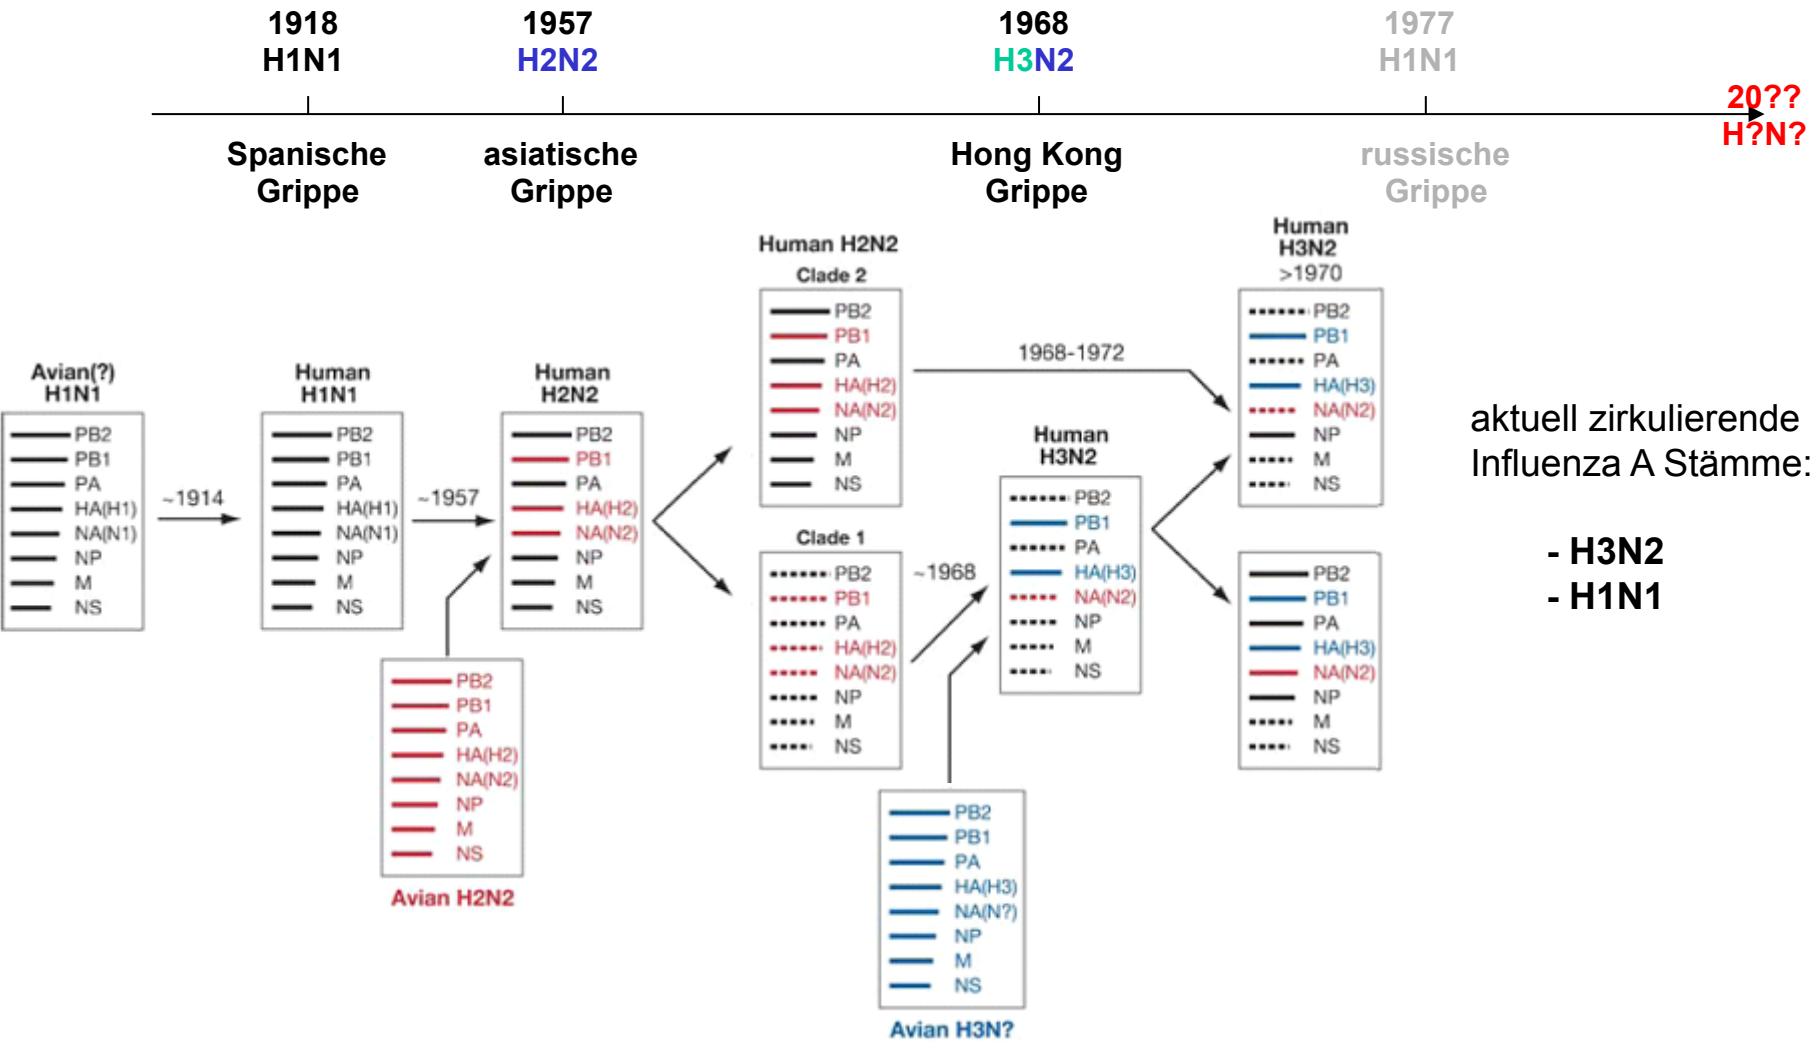 1918
H1N1
1957
H2N2
1968
H3N2
1977
H1N1
20??
H?N?
Spanische
Grippe
asiatische
Grippe
Hong Kong
Grippe
russische
Grippe
Avian(?)
H1N1
PB2
PB1
PA
HA(H1)
NA(N1)
NP
M
NS
~1914
Human
H1N1
PB2
PB1
PA
HA(H1)
NA(N1)
NP
M
NS
~1957
Avian H2N2
PB2
PB1
PA
HA(H2)
NA(N2)
NP
M
NS
Human
H2N2
PB2
PB1
PA
HA(H2)
NA(N2)
NP
M
NS
Human H2N2
Clade 2
PB2
PB1
PA
HA(H2)
NA(N2)
NP
M
NS
Clade 1
PB2
PB1
PA
HA(H2)
NA(N2)
NP
M
NS
1968-1972
~1968
PB2
PB1
PA
HA(H3)
NA(N?)
NP
M
NS
Avian H3N?
Human
H3N2
PB2
PB1
PA
HA(H3)
NA(N2)
NP
M
NS
Human
H3N2
>1970
PB2
PB1
PA
HA(H3)
NA(N2)
NP
M
NS
PB2
PB1
PA
HA(H3)
NA(N2)
NP
M
NS
aktuell zirkulierende
Influenza A Stämme:
- H3N2
- H1N1